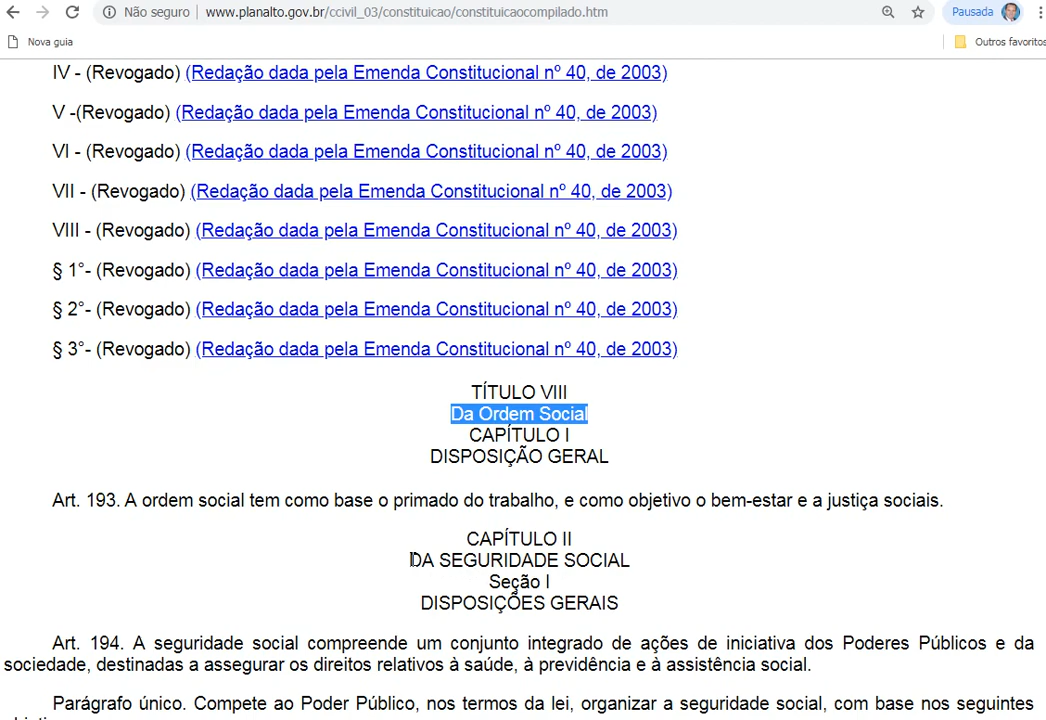 Não seguro
www.planalto.gov.br/ccivil_03/constituicao/constituicaocompilado.htm
Pausada
Nova guia
Outros favoritos
IV - (Revogado) (Redação dada pela Emenda Constitucional nº 40, de 2003)
V -(Revogado) (Redação dada pela Emenda Constitucional nº 40, de 2003)
VI - (Revogado) (Redação dada pela Emenda Constitucional nº 40, de 2003)
VII - (Revogado) (Redação dada pela Emenda Constitucional nº 40, de 2003)
VIII - (Revogado) (Redação dada pela Emenda Constitucional nº 40, de 2003)
§ 1°- (Revogado) (Redação dada pela Emenda Constitucional nº 40, de 2003)
§ 2°- (Revogado) (Redação dada pela Emenda Constitucional nº 40, de 2003)
§ 3°- (Revogado) (Redação dada pela Emenda Constitucional nº 40, de 2003)
TÍTULO VIII
Da Ordem Social
CAPÍTULO I
DISPOSIÇÃO GERAL
Art. 193. A ordem social tem como base o primado do trabalho, e como objetivo o bem-estar e a justiça sociais.
CAPÍTULO II
DA SEGURIDADE SOCIAL
Seção I
DISPOSIÇÕES GERAIS
Art. 194. A seguridade social compreende um conjunto integrado de ações de iniciativa dos Poderes Públicos e da
sociedade, destinadas a assegurar os direitos relativos à saúde, à previdência e à assistência social.
Parágrafo único. Compete ao Poder Público, nos termos da lei, organizar a seguridade social, com base nos seguintes